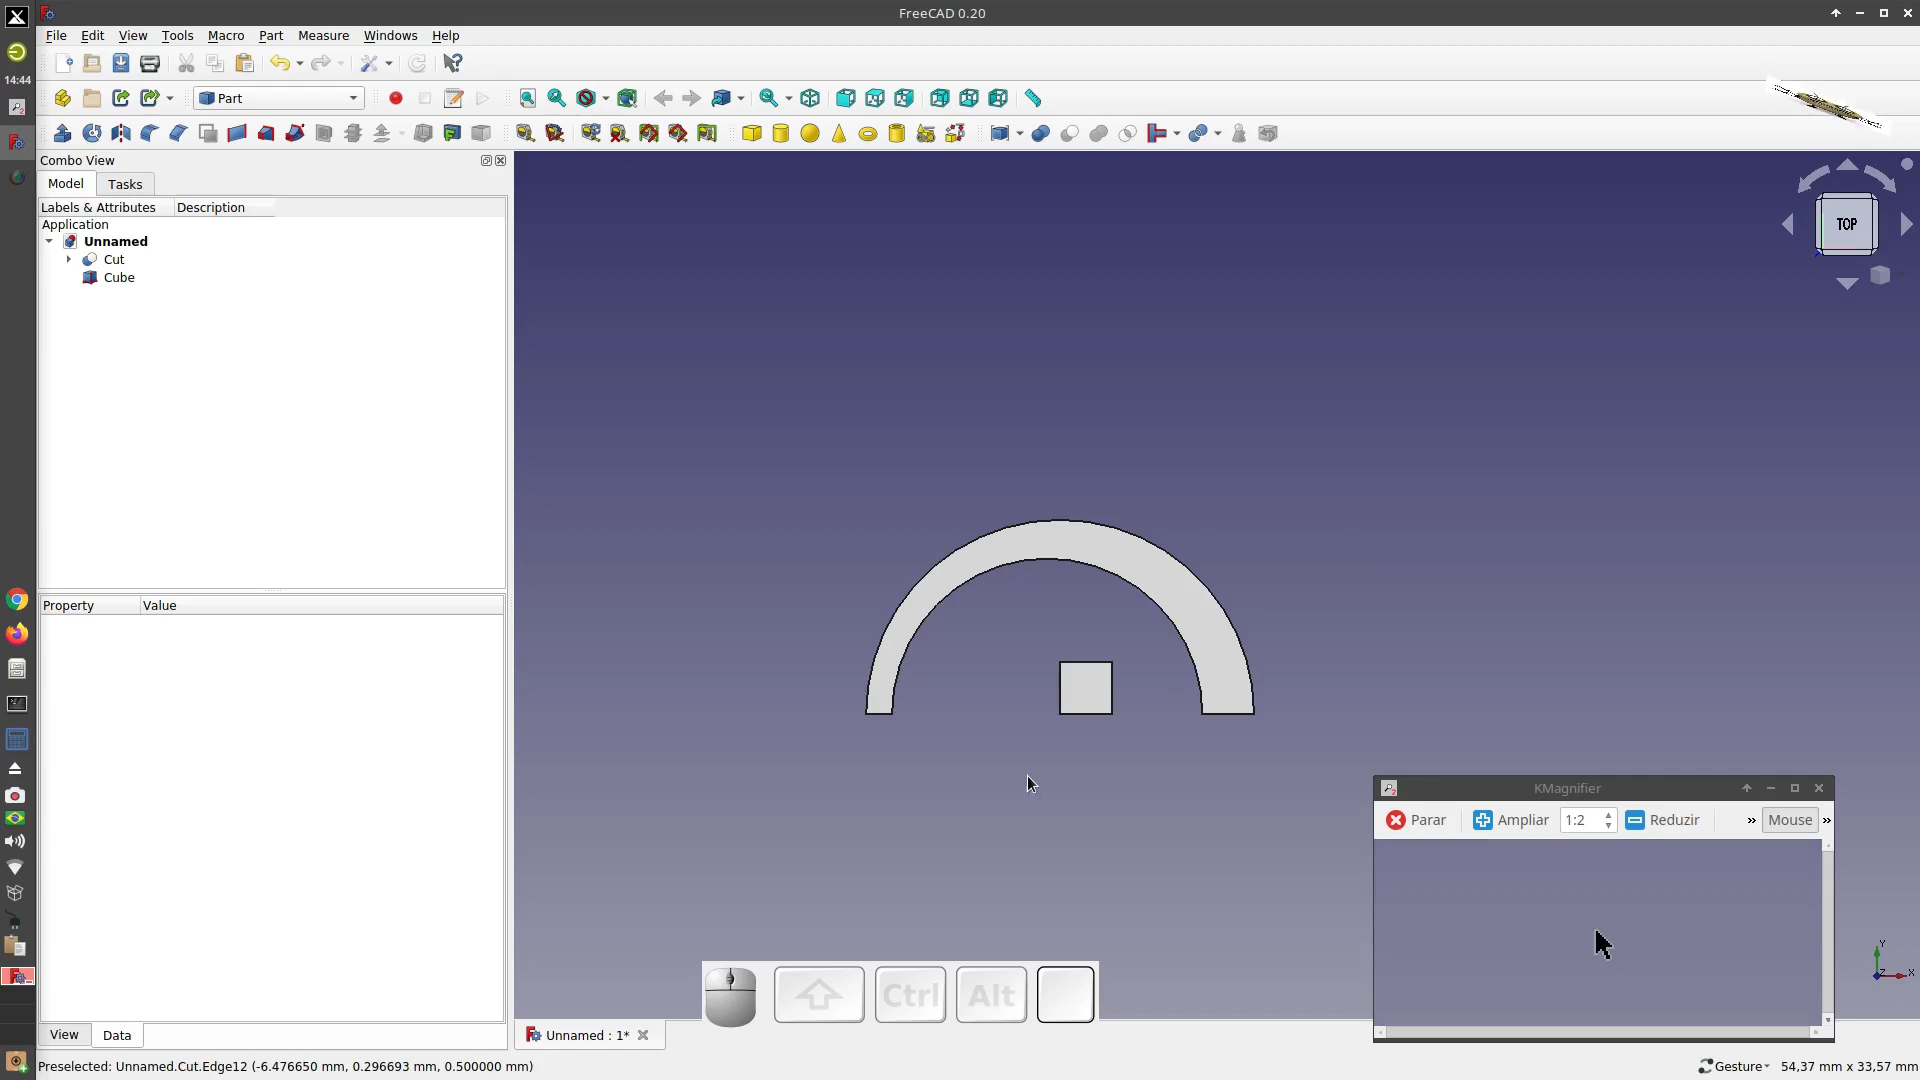 FreeCAD 0.20
File Edit View Tools Macro Part Measure Windows Help
14:44
Part
Combo View
Model Tasks
Labels & Attributes Description
Application
Unnamed
Cut
Cube
TOP
Property Value
KMagnifier
Parar Ampliar 1:2 Reduzir » Mouse »
Y
Z X
Ctrl Alt
View Data
Unnamed : 1*
Preselected: Unnamed.Cut.Edge12 (-6.476650 mm, 0.296693 mm, 0.500000 mm)
Gesture 54,37 mm x 33,57 mm